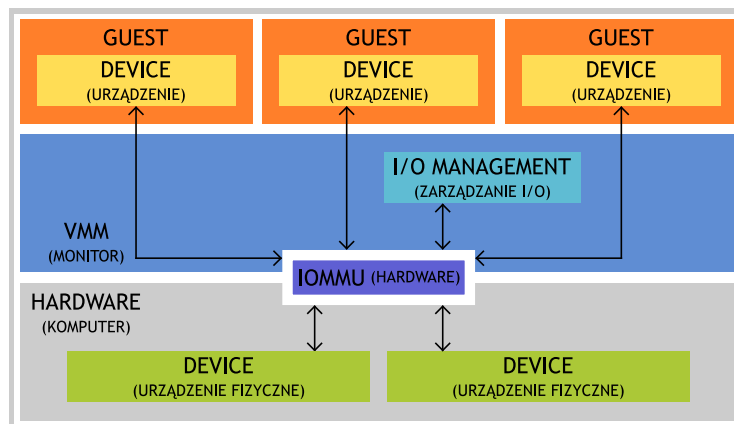 GUEST
DEVICE
(URZĄDZENIE)
GUEST
DEVICE
(URZĄDZENIE)
GUEST
DEVICE
(URZĄDZENIE)
I/O MANAGEMENT
(ZARZĄDZANIE I/O)
VMM
(MONITOR)
IOMMU (HARDWARE)
HARDWARE
(KOMPUTER)
DEVICE
(URZĄDZENIE FIZYCZNE)
DEVICE
(URZĄDZENIE FIZYCZNE)